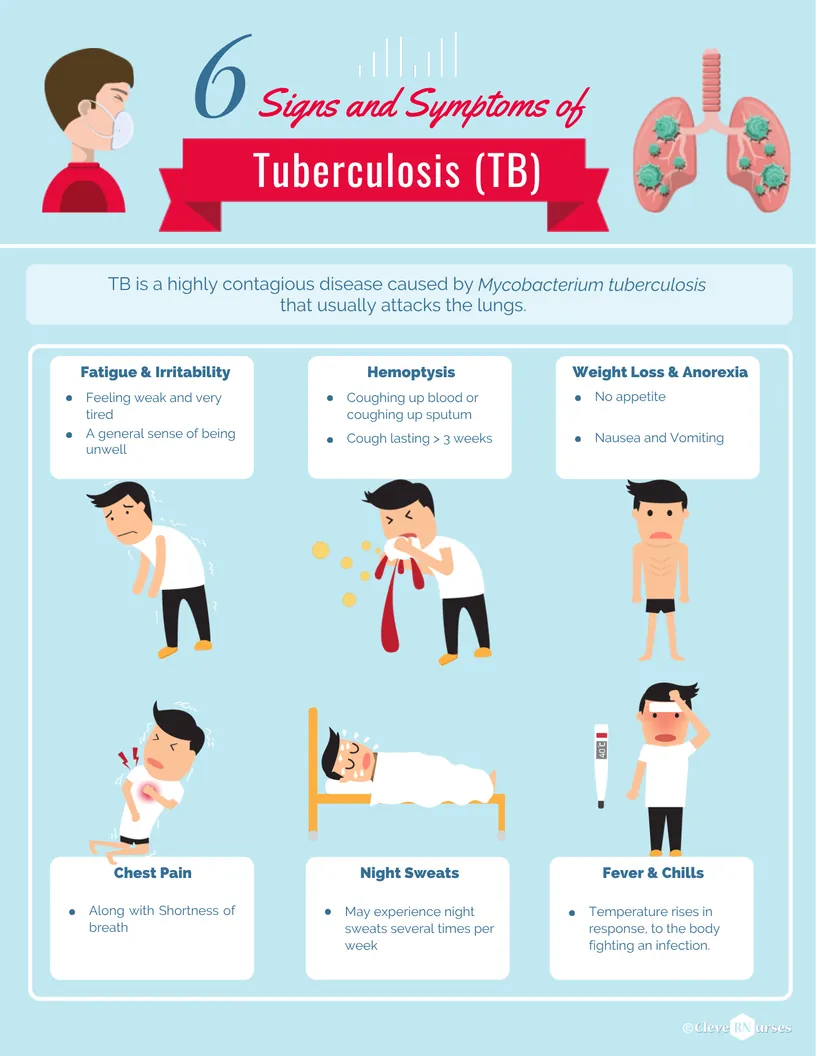 6
Signs and Symptoms of
Tuberculosis (TB)
TB is a highly contagious disease caused by Mycobacterium tuberculosis
that usually attacks the lungs.
Fatigue & Irritability
• Feeling weak and very
tired
• A general sense of being
unwell
Hemoptysis
• Coughing up blood or
coughing up sputum
• Cough lasting > 3 weeks
Weight Loss & Anorexia
• No appetite
• Nausea and Vomiting
40°C
Chest Pain
• Along with Shortness of
breath
Night Sweats
• May experience night
sweats several times per
week
Fever & Chills
• Temperature rises in
response, to the body
fighting an infection.
©CleveRNurses